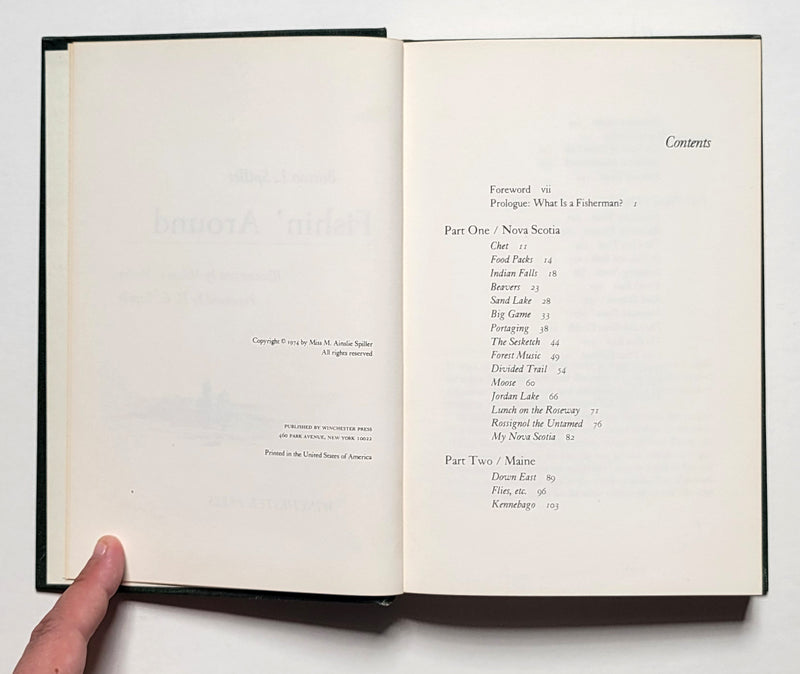 Copyright © 1974 by Miss M. Ainslie Spiller
All rights reserved
PUBLISHED BY WINCHESTER PRESS
460 PARK AVENUE, NEW YORK 10022
Printed in the United States of America
Contents
Foreword vii
Prologue: What Is a Fisherman? 1
Part One / Nova Scotia
Chet 11
Food Packs 14
Indian Falls 18
Beavers 23
Sand Lake 28
Big Game 33
Portaging 38
The Sesketch 44
Forest Music 49
Divided Trail 54
Moose 60
Jordan Lake 66
Lunch on the Roseway 71
Rossignol the Untamed 76
My Nova Scotia 82
Part Two / Maine
Down East 89
Flies, etc. 96
Kennebago 103